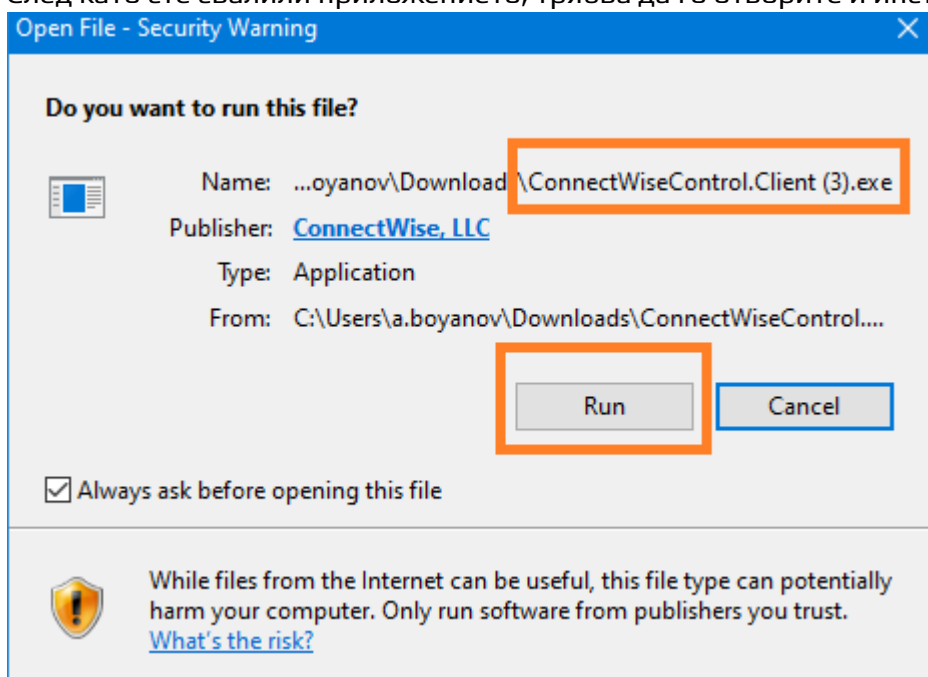 Open File - Security Warning
Do you want to run this file?
Name: ...oyanov\Download \ConnectWiseControl.Client (3).exe
Publisher: ConnectWise, LLC
Type: Application
From: C:\Users\a.boyanov\Downloads\ConnectWiseControl....
Run Cancel
Always ask before opening this file
While files from the Internet can be useful, this file type can potentially
harm your computer. Only run software from publishers you trust.
What's the risk?